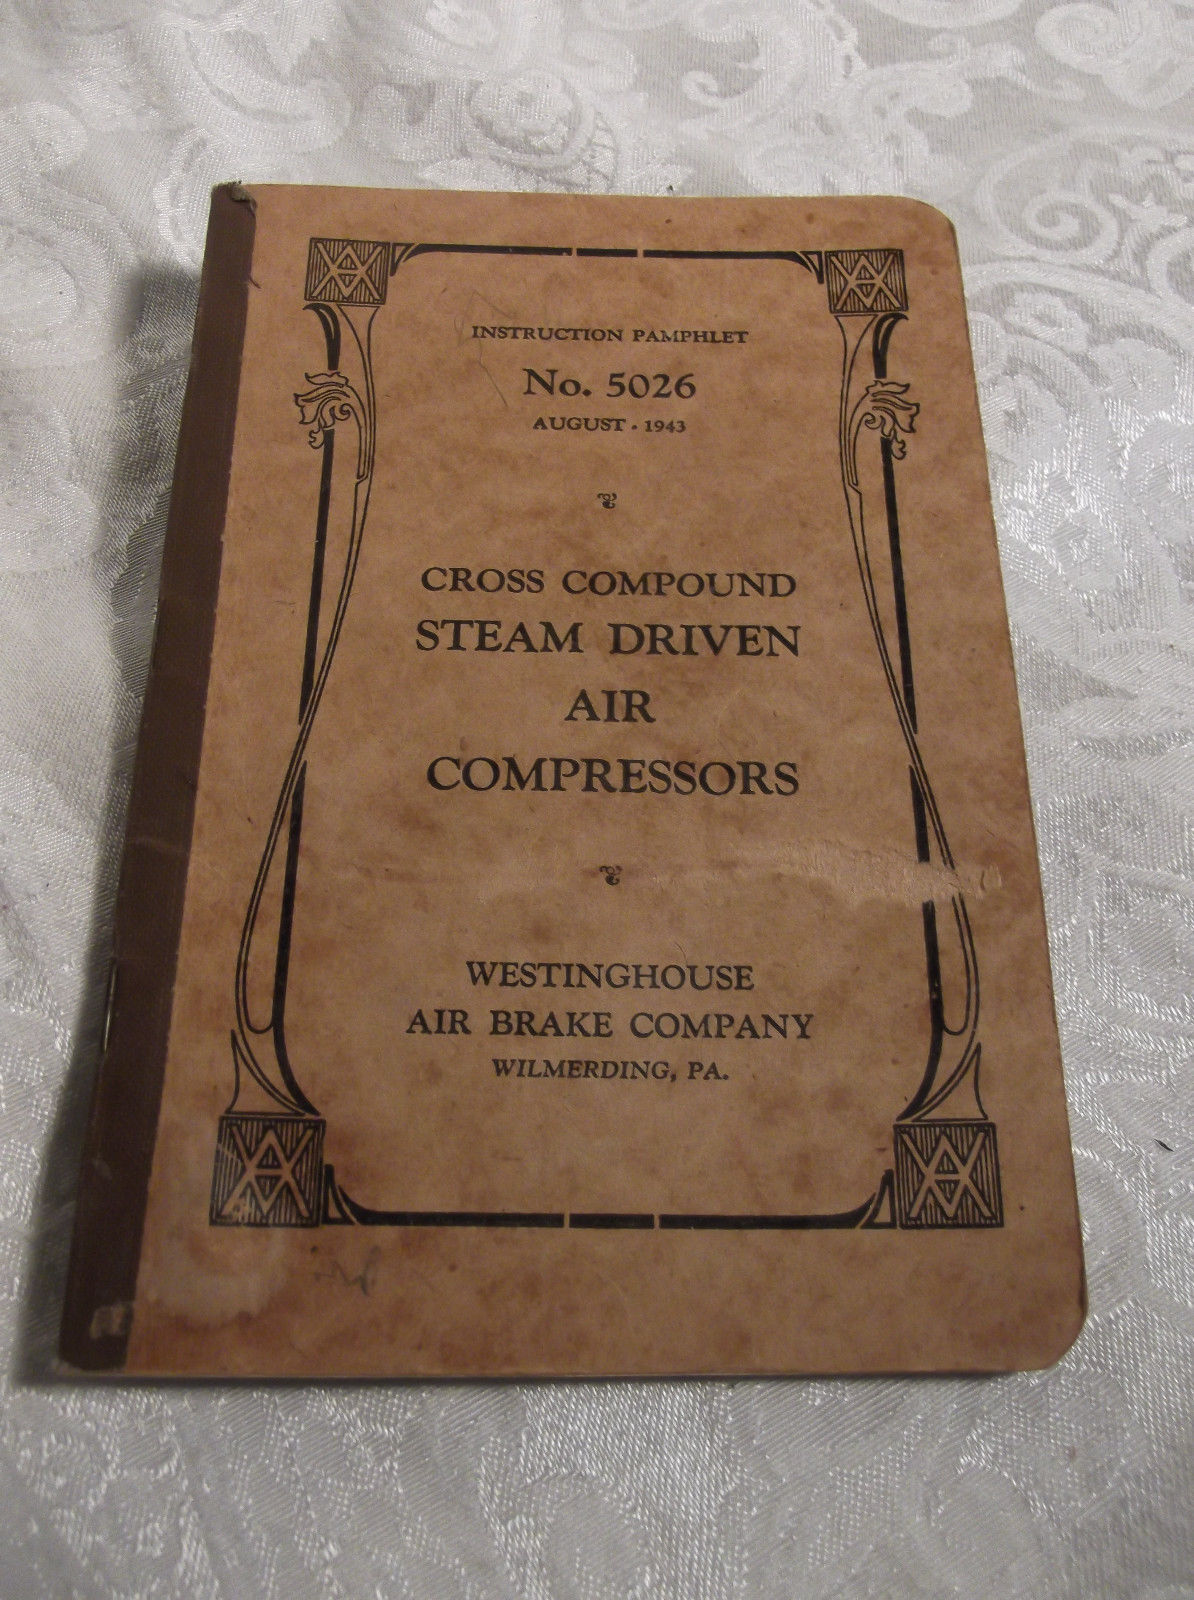 INSTRUCTION PAMPHLET
No. 5026
AUGUST - 1943
CROSS COMPOUND
STEAM DRIVEN
AIR
COMPRESSORS
WESTINGHOUSE
AIR BRAKE COMPANY
WILMERDING, PA.